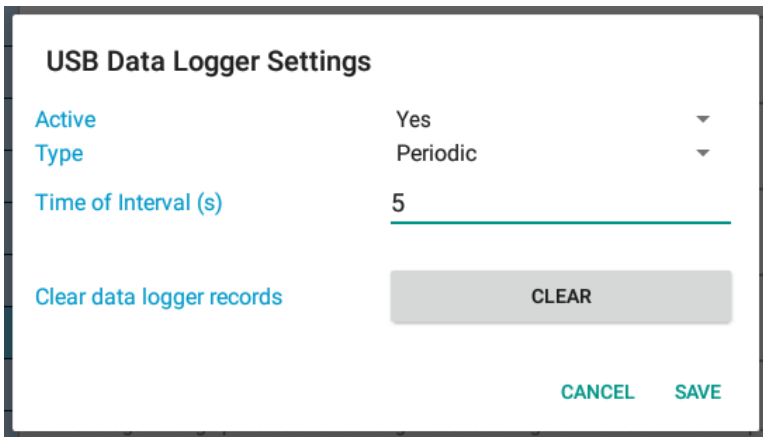 USB Data Logger Settings
Active Yes
Type Periodic
Time of Interval (s) 5
Clear data logger records CLEAR
CANCEL SAVE